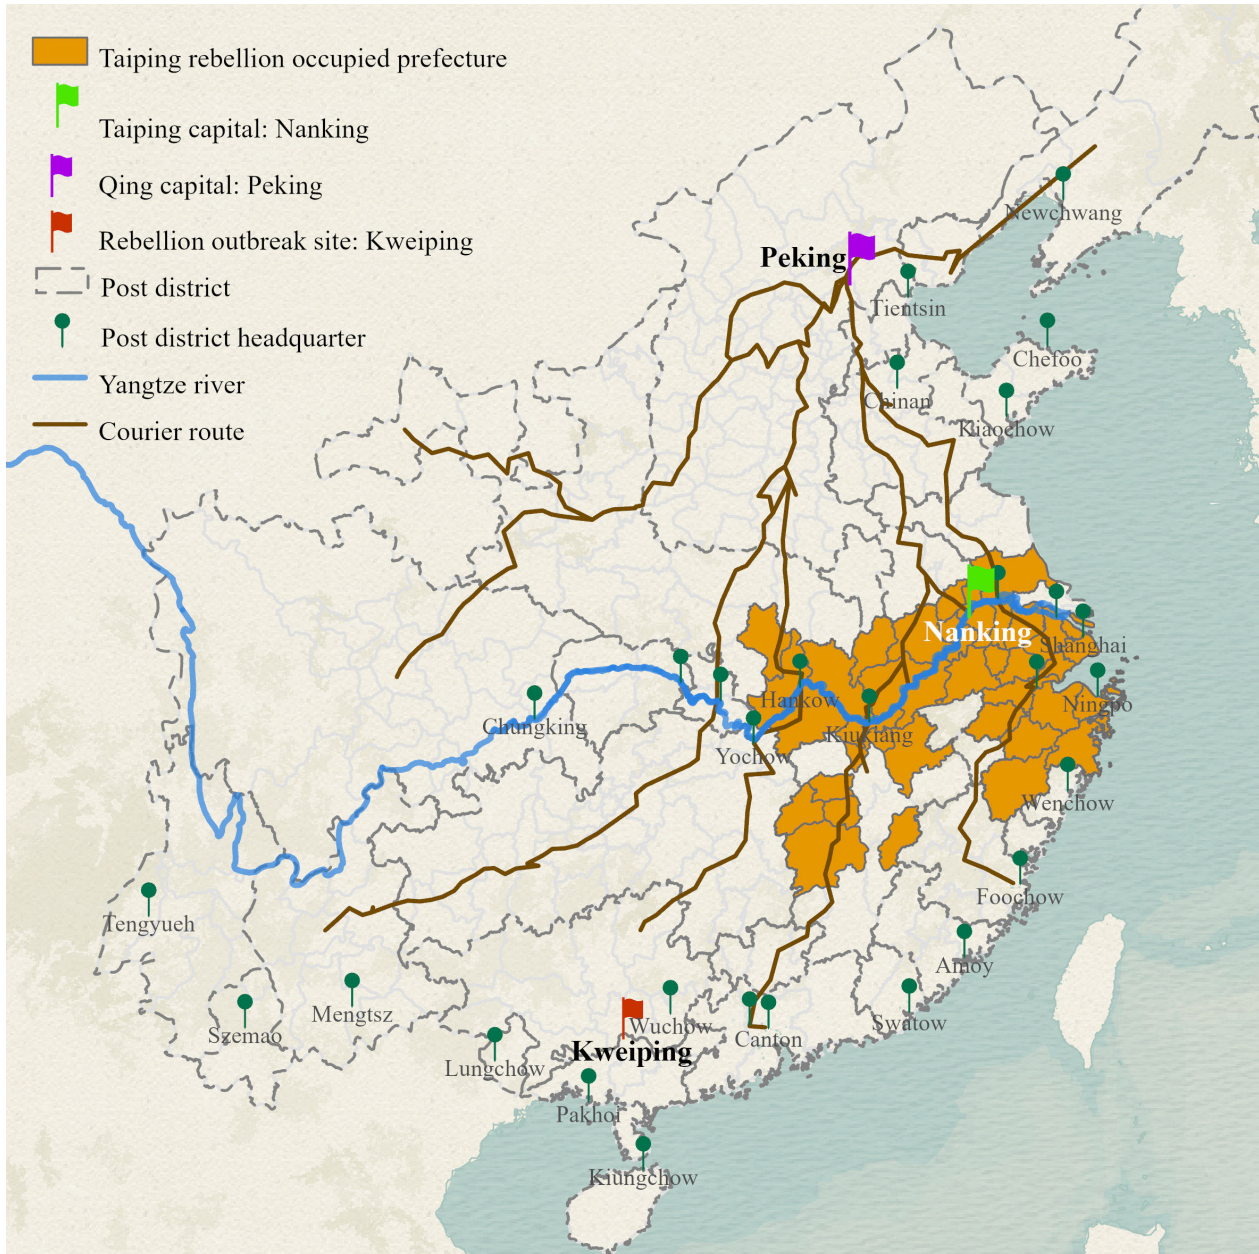 Taiping rebellion occupied prefecture
Taiping capital: Nanking
Qing capital: Peking
Rebellion outbreak site: Kweiping
Post district
Post district headquarter
Yangtze river
Courier route
Newchwang
Peking
Tientsin
Chefoo
Chinan
Kiaochow
Nanking
Shanghai
Hankow
Ningpo
Chungking
Kiukiang
Yochow
Wenchow
Foochow
Tengyueh
Amoy
Mengtsz
Szemao
Wuchow
Swatow
Canton
Kweiping
Lungchow
Pakhoi
Kiungchow